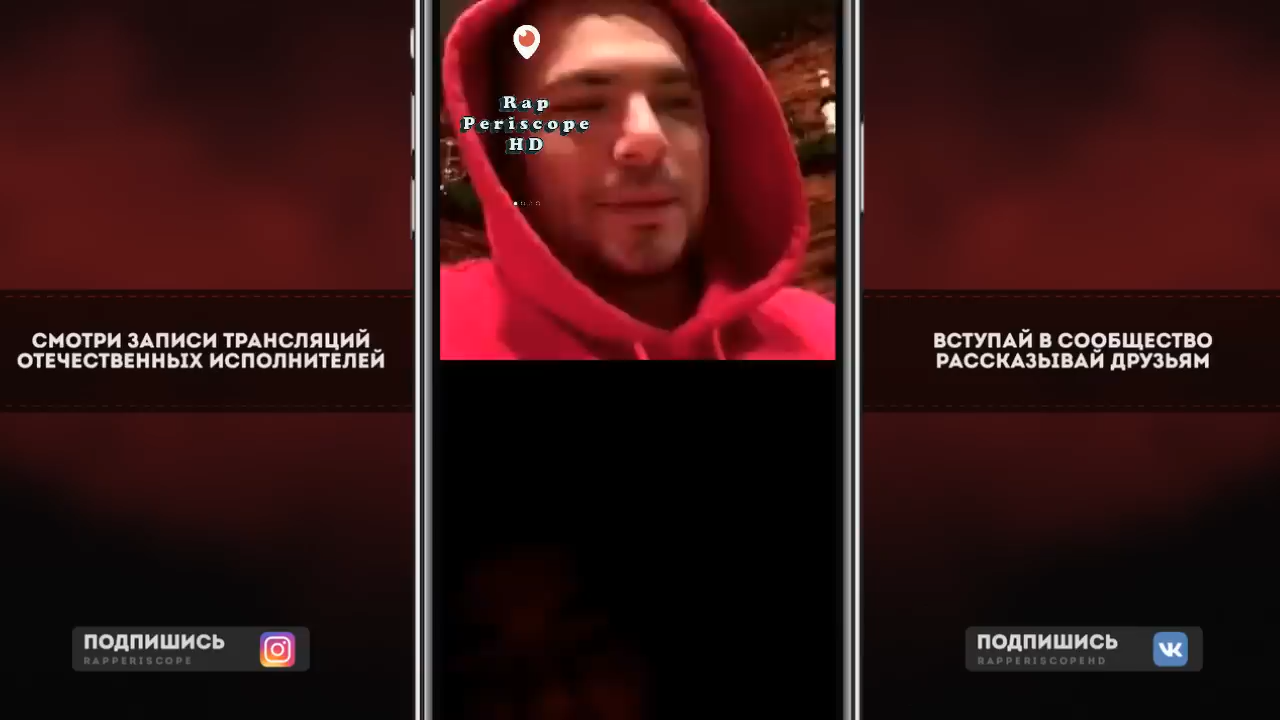 Rap
Periscope
HD
СМОТРИ ЗАПИСИ ТРАНСЛЯЦИЙ
ОТЕЧЕСТВЕННЫХ ИСПОЛНИТЕЛЕЙ
ВСТУПАЙ В СООБЩЕСТВО
РАССКАЗЫВАЙ ДРУЗЬЯМ
ПОДПИШИСЬ
RAPPERISCOPE
ПОДПИШИСЬ
RAPPERISCOPEHD